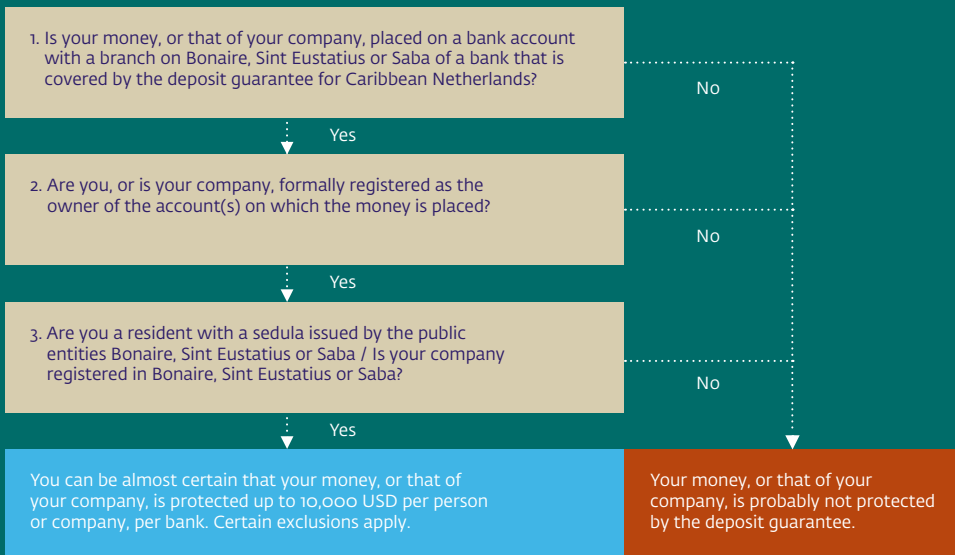 1. Is your money, or that of your company, placed on a bank account
with a branch on Bonaire, Sint Eustatius or Saba of a bank that is
covered by the deposit guarantee for Caribbean Netherlands?
No
Yes
2. Are you, or is your company, formally registered as the
owner of the account(s) on which the money is placed?
No
Yes
3. Are you a resident with a sedula issued by the public
entities Bonaire, Sint Eustatius or Saba / Is your company
registered in Bonaire, Sint Eustatius or Saba?
No
Yes
You can be almost certain that your money, or that of
your company, is protected up to 10,000 USD per person
or company, per bank. Certain exclusions apply.
Your money, or that of your
company, is probably not protected
by the deposit guarantee.